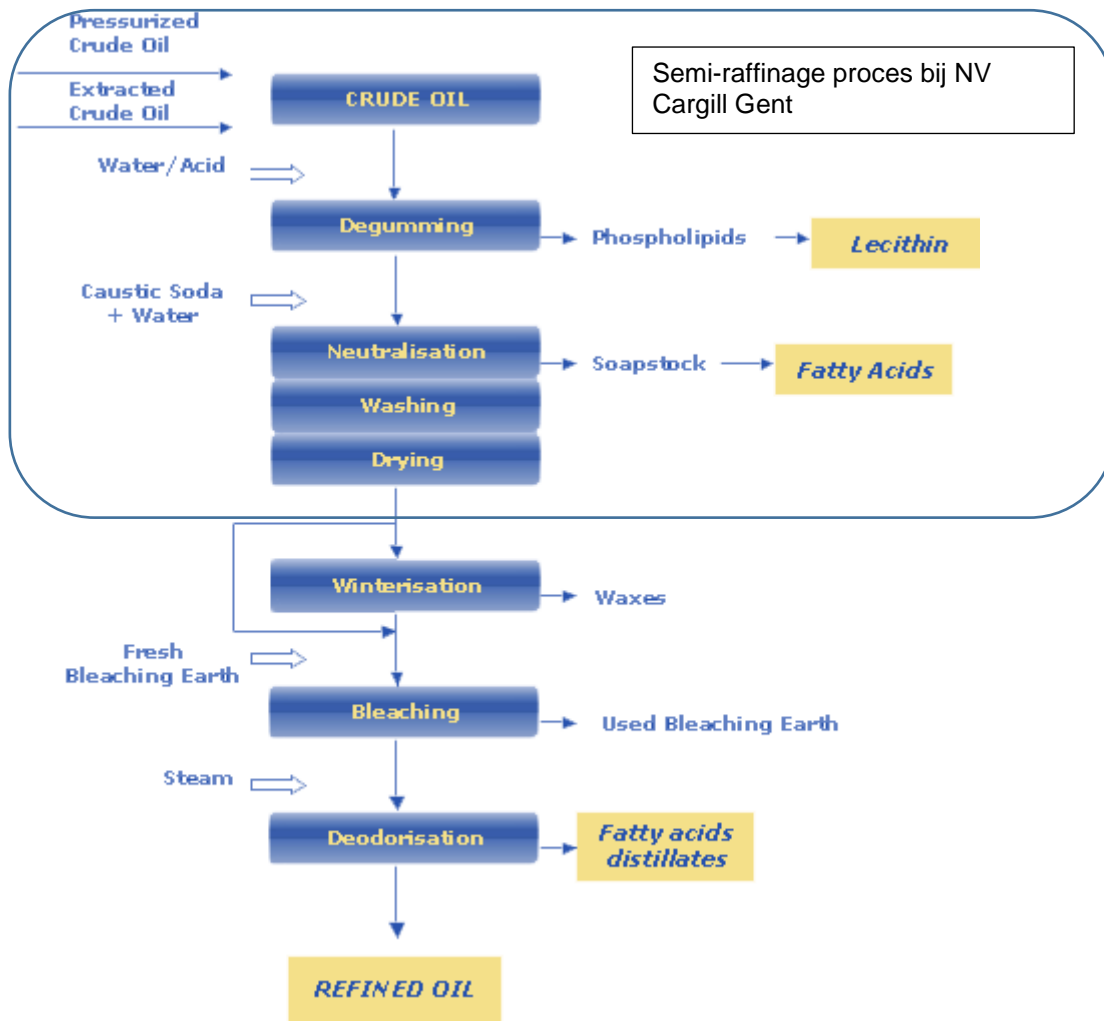 Pressurized
Crude Oil
Extracted
Crude Oil
Semi-raffinage proces bij NV
Cargill Gent
CRUDE OIL
Water/Acid
Degumming
Phospholipids
Lecithin
Caustic Soda
+ Water
Neutralisation
Soapstock
Fatty Acids
Washing
Drying
Winterisation
Waxes
Fresh
Bleaching Earth
Bleaching
Used Bleaching Earth
Steam
Deodorisation
Fatty acids
distillates
REFINED OIL